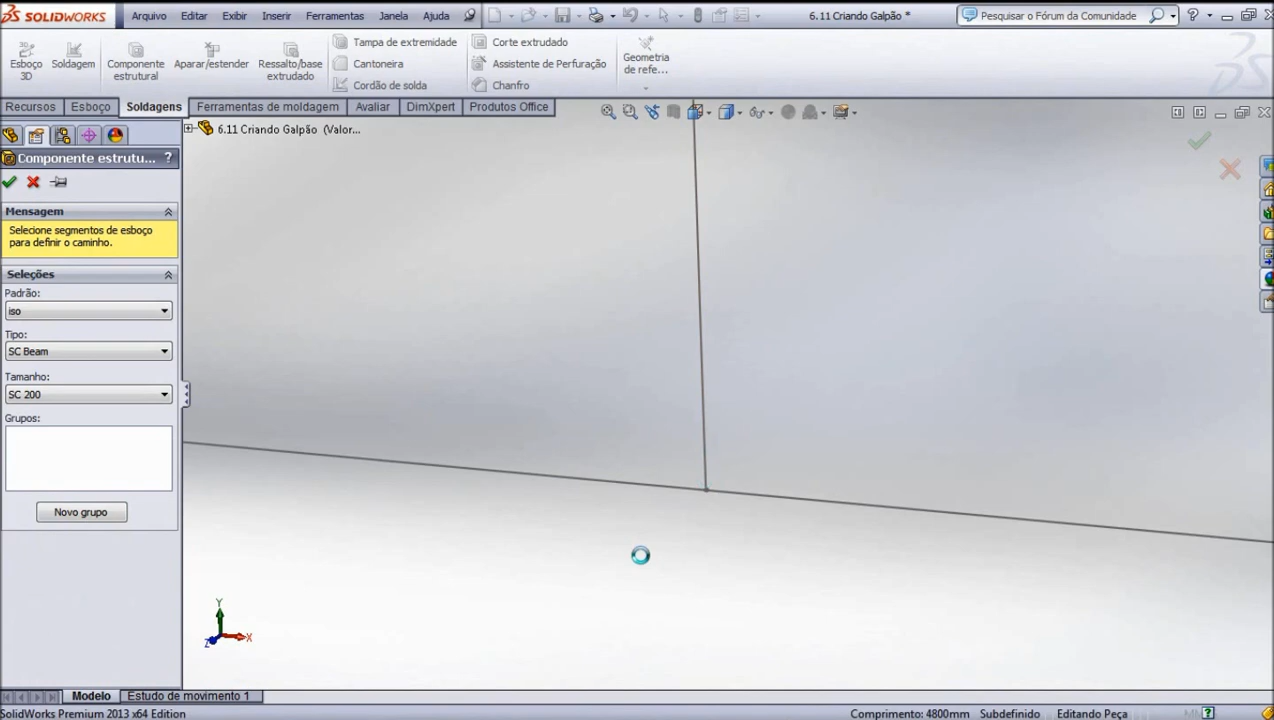 SOLIDWORKS Arquivo Editar Exibir Inserir Ferramentas Janela Ajuda 6.11 Criando Galpão * Pesquisar o Fórum da Comunidade ?
Esboço 3D
Soldagem
Componente estrutural
Aparar/estender
Ressalto/base extrudado
Tampa de extremidade
Cantoneira
Cordão de solda
Corte extrudado
Assistente de Perfuração
Chanfro
Geometria de refe...
Recursos Esboço Soldagens Ferramentas de moldagem Avaliar DimXpert Produtos Office
6.11 Criando Galpão (Valor...
Componente estrutu... ?
Mensagem
Selecione segmentos de esboço
para definir o caminho.
Seleções
Padrão:
iso
Tipo:
SC Beam
Tamanho:
SC 200
Grupos:
Novo grupo
Y
X
Z
Modelo Estudo de movimento 1
SolidWorks Premium 2013 x64 Edition Comprimento: 4800mm Subdefinido Editando Peça ?